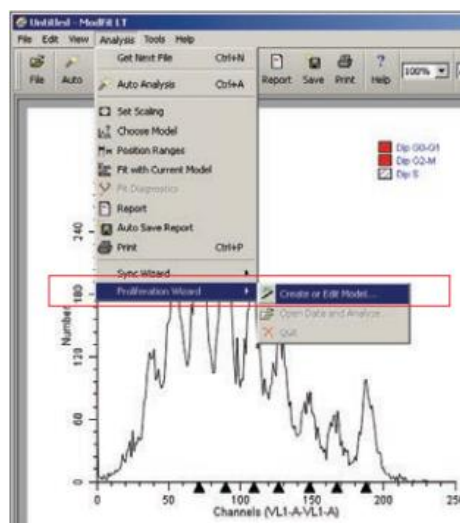 Untitled - ModFit LT
File Edit View Analysis Tools Help
File Auto Report Save Print Help 100%
Get Next File Ctrl+N
Auto Analysis Ctrl+A
Set Scaling
Choose Model
Position Ranges
Fit with Current Model
Fit Diagnostics
Report
Auto Save Report
Print Ctrl+P
Sync Wizard
Proliferation Wizard
Create or Edit Model...
Open Data and Analyze...
Quit
Dip G0-G1
Dip G2-M
Dip S
Number
240
180
120
60
0
0 50 100 150 200 250
Channels (VL1-A-VL1-A)